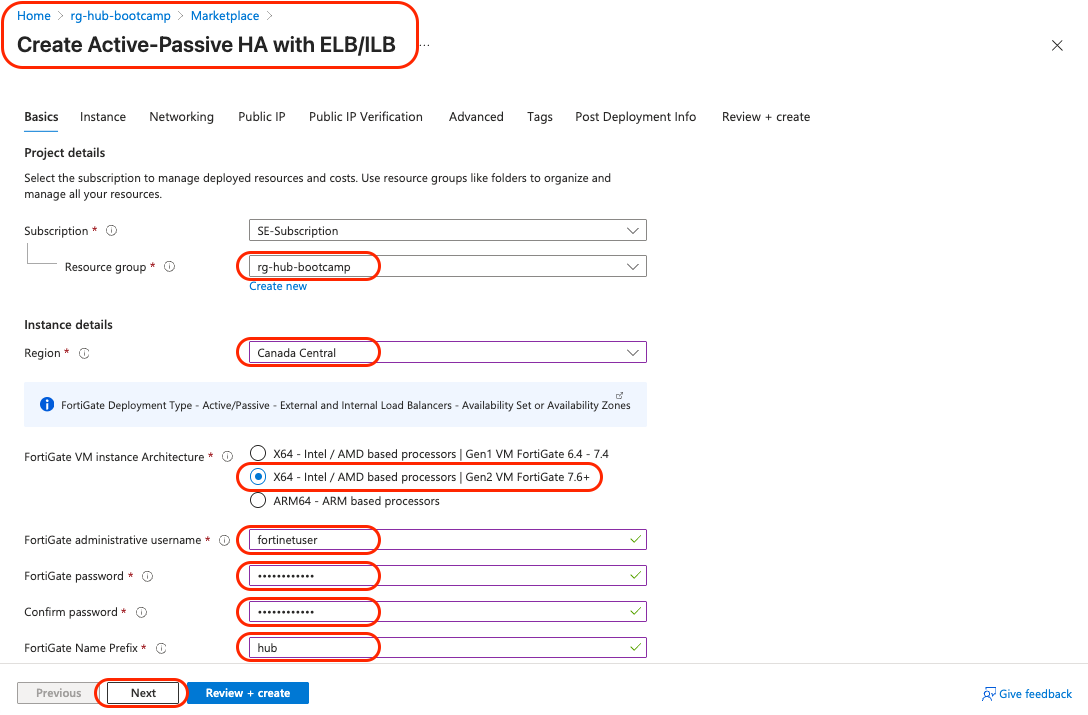 Home > rg-hub-bootcamp > Marketplace >
Create Active-Passive HA with ELB/ILB ...
Basics Instance Networking Public IP Public IP Verification Advanced Tags Post Deployment Info Review + create
Project details
Select the subscription to manage deployed resources and costs. Use resource groups like folders to organize and
manage all your resources.
Subscription * SE-Subscription
Resource group * rg-hub-bootcamp
Create new
Instance details
Region * Canada Central
FortiGate Deployment Type - Active/Passive - External and Internal Load Balancers - Availability Set or Availability Zones
FortiGate VM instance Architecture * X64 - Intel / AMD based processors | Gen1 VM FortiGate 6.4 - 7.4
X64 - Intel / AMD based processors | Gen2 VM FortiGate 7.6+
ARM64 - ARM based processors
FortiGate administrative username * fortinetuser
FortiGate password * ••••••••••••
Confirm password * ••••••••••••
FortiGate Name Prefix * hub
Previous Next Review + create Give feedback